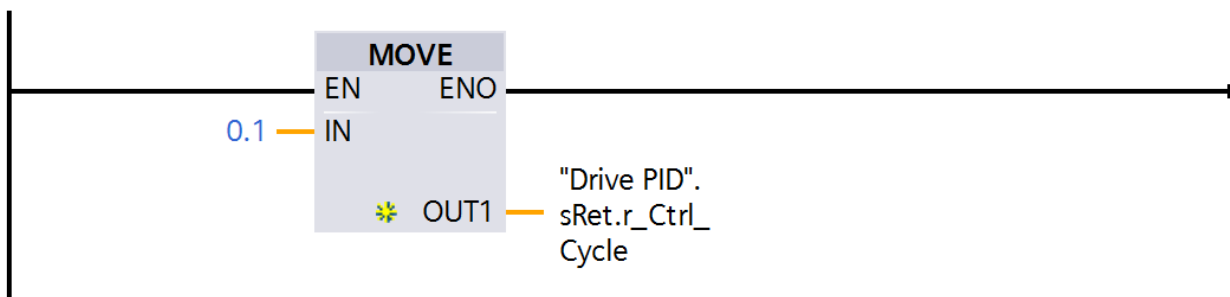 MOVE
EN ENO
0.1 IN
OUT1
"Drive PID".
sRet.r_Ctrl_
Cycle